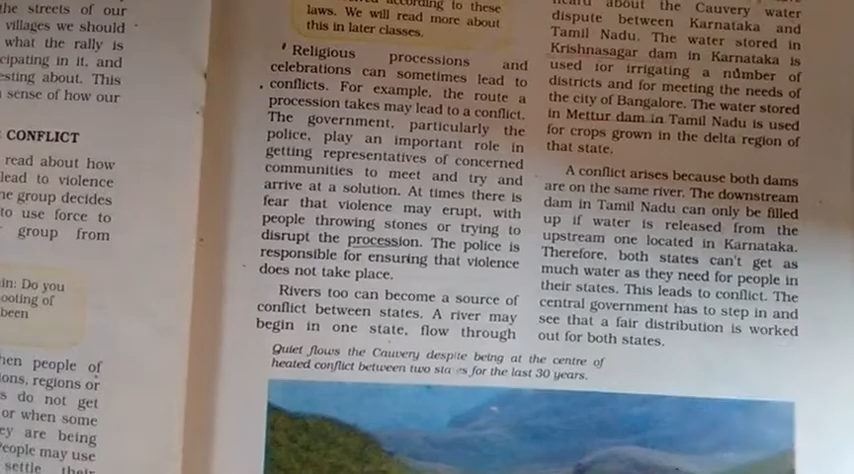 the streets of our
villages we should
what the rally is
cipating in it, and
esting about. This
sense of how our
CONFLICT
read about how
lead to violence
he group decides
to use force to
group from
in: Do you
ooting of
been
hen people of
ions, regions or
s do not get
or when some
ey are being
People may use
settle their
according to these
laws. We will read more about
this in later classes.
Religious processions and
celebrations can sometimes lead to
conflicts. For example, the route a
procession takes may lead to a conflict.
The government, particularly the
police, play an important role in
getting representatives of concerned
communities to meet and try and
arrive at a solution. At times there is
fear that violence may erupt, with
people throwing stones or trying to
disrupt the procession. The police is
responsible for ensuring that violence
does not take place.
Rivers too can become a source of
conflict between states. A river may
begin in one state, flow through
heard about the Cauvery water
dispute between Karnataka and
Tamil Nadu. The water stored in
Krishnasagar dam in Karnataka is
used for irrigating a number of
districts and for meeting the needs of
the city of Bangalore. The water stored
in Mettur dam in Tamil Nadu is used
for crops grown in the delta region of
that state.
A conflict arises because both dams
are on the same river. The downstream
dam in Tamil Nadu can only be filled
up if water is released from the
upstream one located in Karnataka.
Therefore, both states can't get as
much water as they need for people in
their states. This leads to conflict. The
central government has to step in and
see that a fair distribution is worked
out for both states.
Quiet flows the Cauvery despite being at the centre of
heated conflict between two states for the last 30 years.